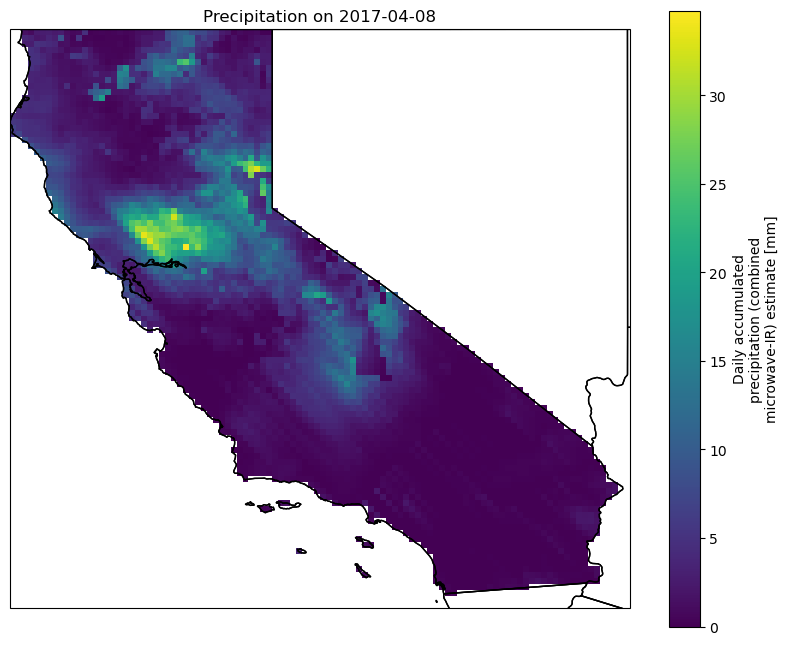 Precipitation on 2017-04-08
30
25
20
15
10
5
0
Daily accumulated
precipitation (combined
microwave-IR) estimate [mm]